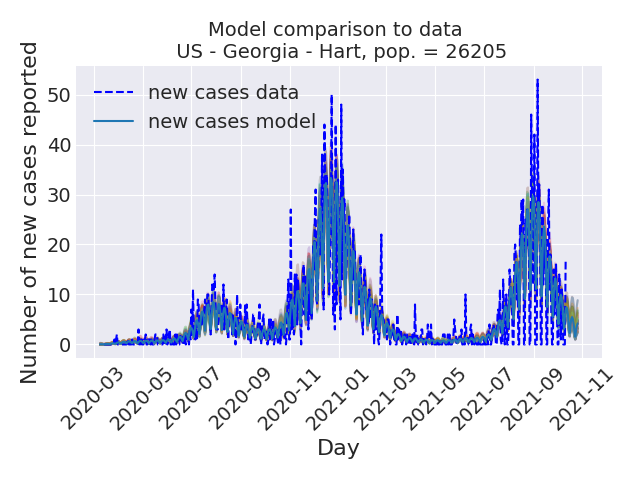 Model comparison to data
US - Georgia - Hart, pop. = 26205
Number of new cases reported
50
40
30
20
10
0
new cases data
new cases model
2020-03
2020-05
2020-07
2020-09
2020-11
2021-01
2021-03
2021-05
2021-07
2021-09
2021-11
Day